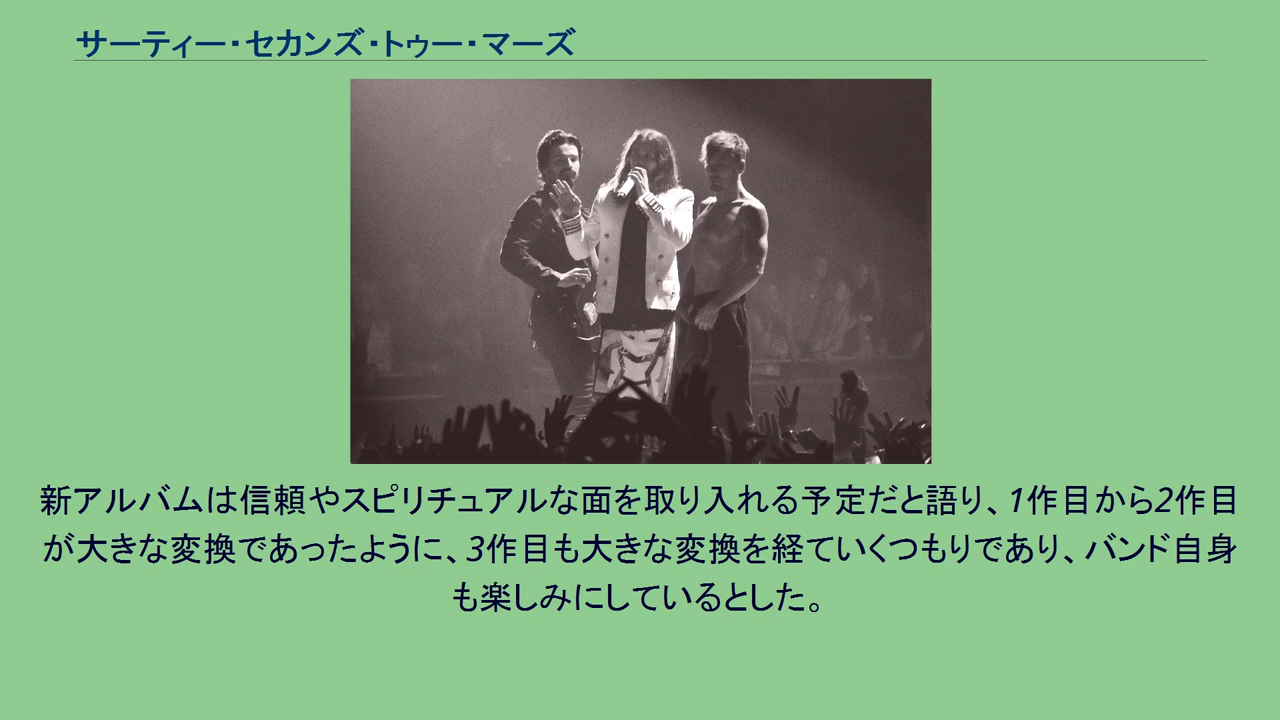 サーティー・セカンズ・トゥー・マーズ
新アルバムは信頼やスピリチュアルな面を取り入れる予定だと語り、1作目から2作目
が大きな変換であったように、3作目も大きな変換を経ていくつもりであり、バンド自身
も楽しみにしているとした。